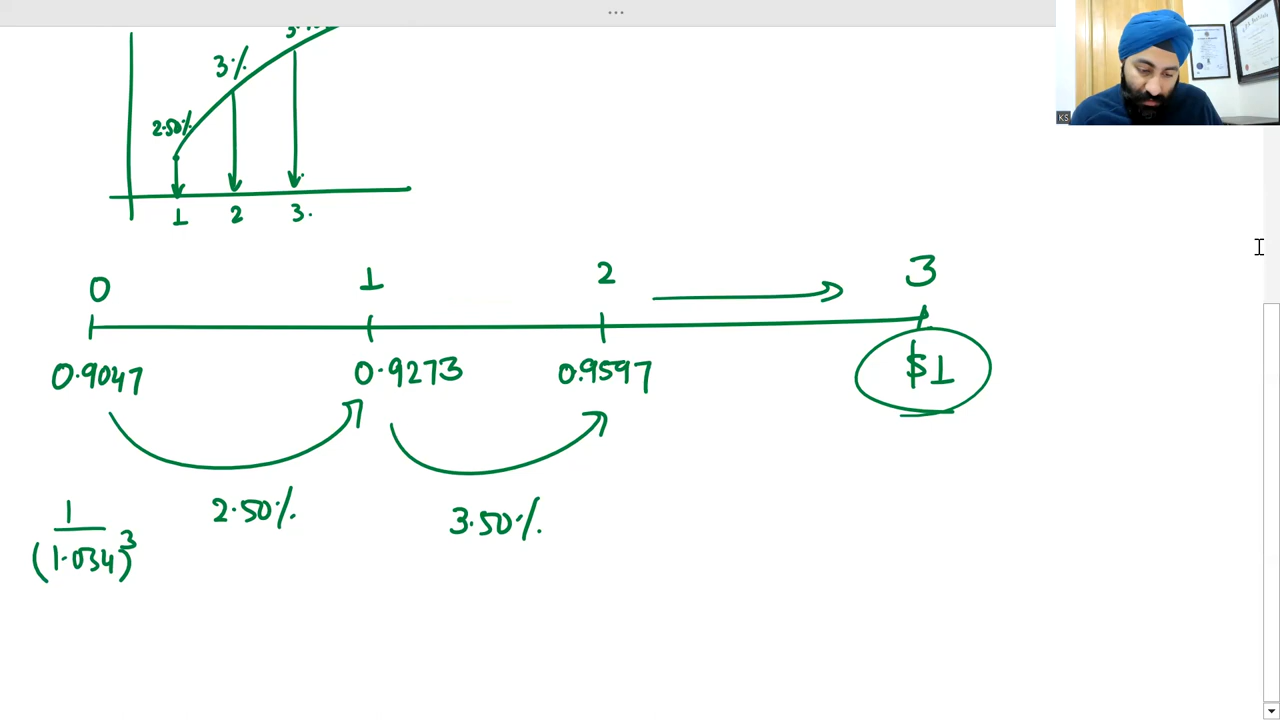 3%
2.50%
1 2 3.
0 1 2 3
0.9047 0.9273 0.9597 $1
2.50% 3.50%
1
(1.034)^3
KS